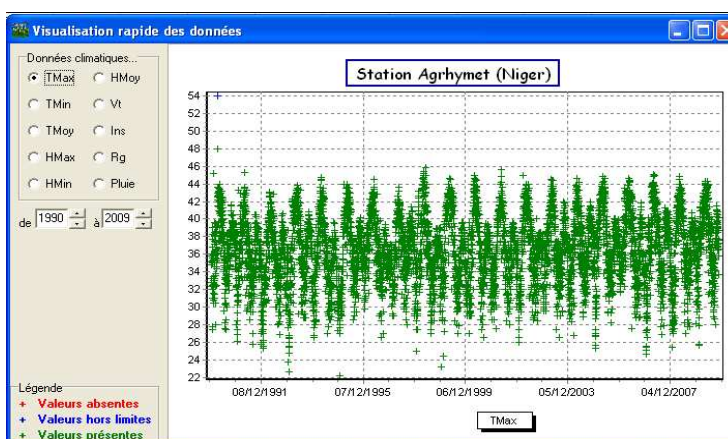 Visualisation rapide des données
Données climatiques...
TMax HMoy
TMin Vt
TMoy Ins
HMax Rg
HMin Pluie
de 1990 à 2009
Légende
+ Valeurs absentes
+ Valeurs hors limites
+ Valeurs présentes
Station Agrhymet (Niger)
54
52
50
48
46
44
42
40
38
36
34
32
30
28
26
24
22
08/12/1991 07/12/1995 06/12/1999 05/12/2003 04/12/2007
TMax